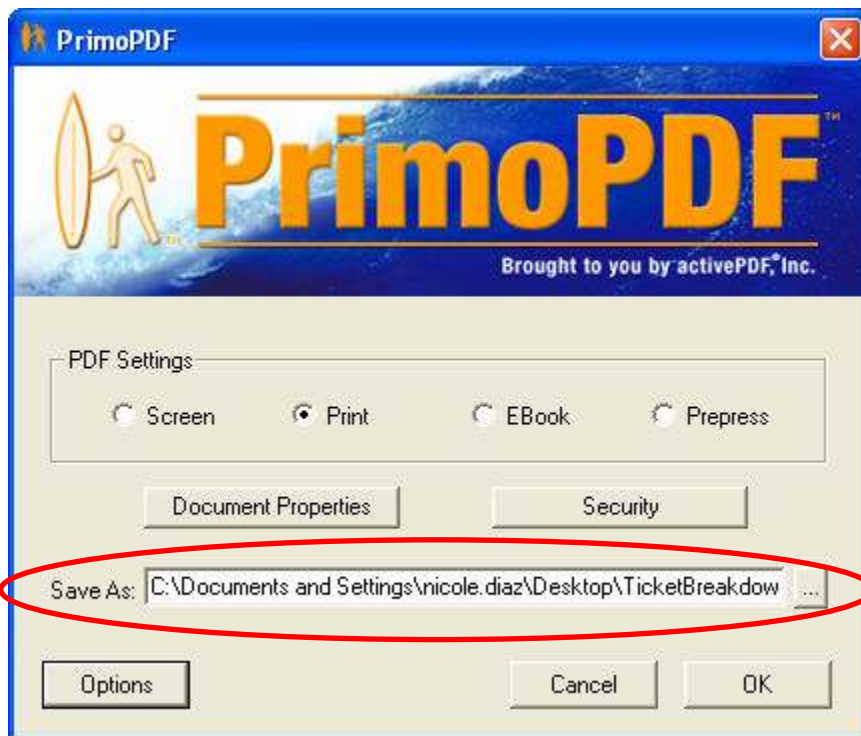 PrimoPDF
PrimoPDF™
™
Brought to you by activePDF,® Inc.
PDF Settings
Screen Print EBook Prepress
Document Properties Security
Save As: C:\Documents and Settings\nicole.diaz\Desktop\TicketBreakdow ...
Options Cancel OK